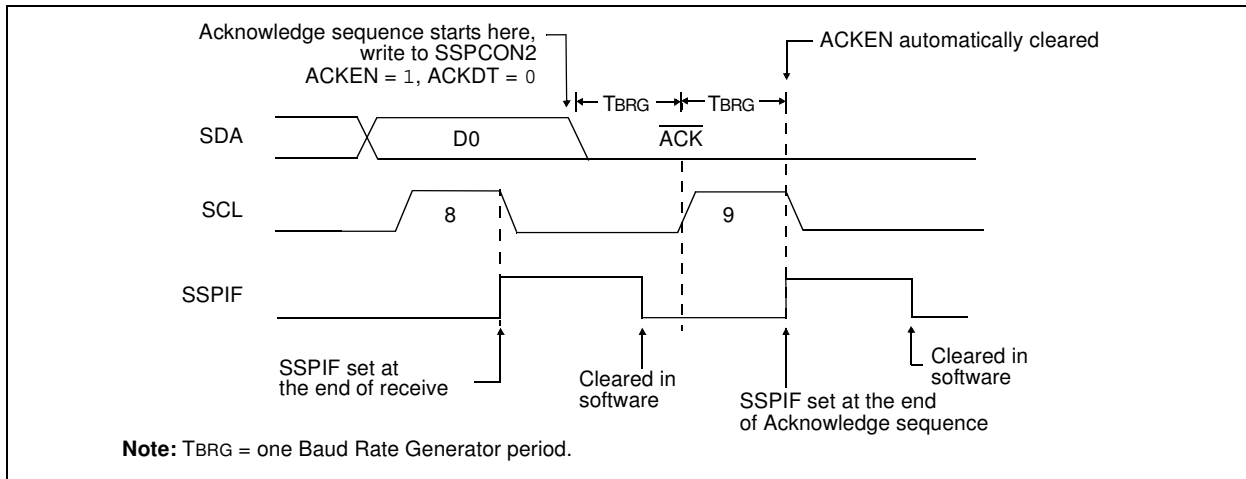 Acknowledge sequence starts here,
write to SSPCON2
ACKEN = 1, ACKDT = 0
ACKEN automatically cleared
TBRG
TBRG
SDA
D0
ACK
SCL
8
9
SSPIF
SSPIF set at
the end of receive
Cleared in
software
SSPIF set at the end
of Acknowledge sequence
Cleared in
software
Note: TBRG = one Baud Rate Generator period.